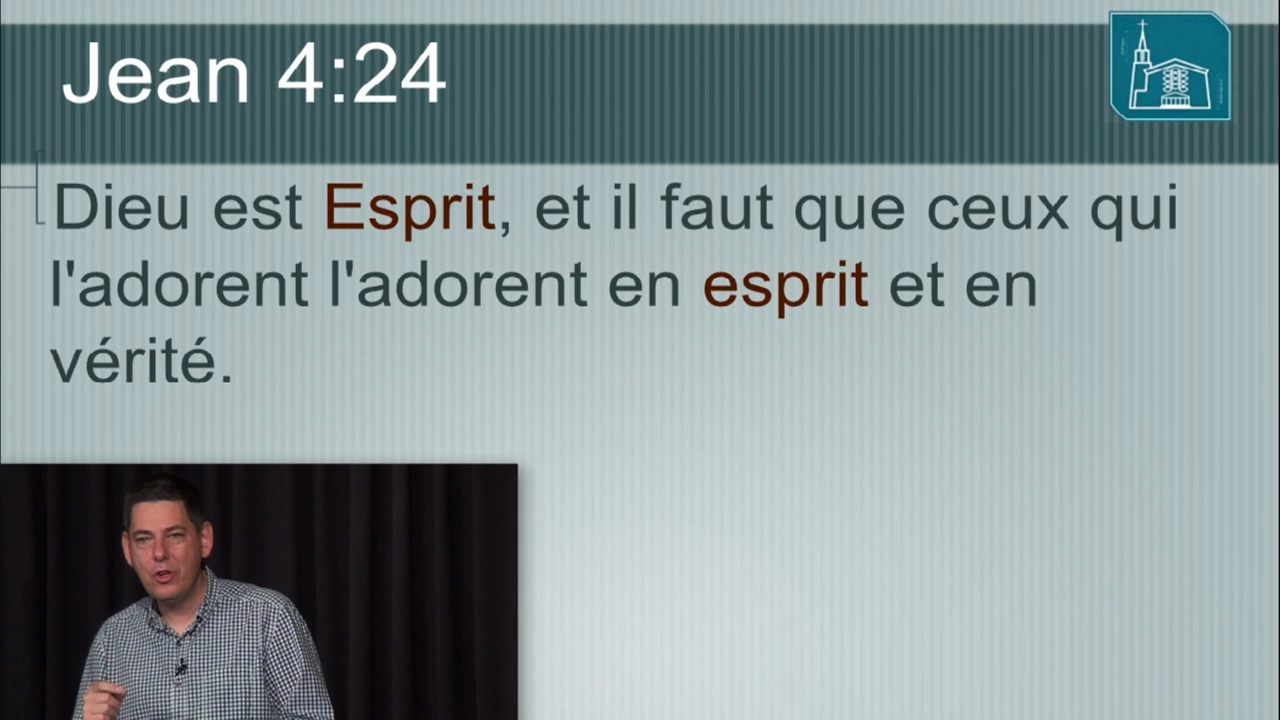 Jean 4:24
Dieu est Esprit, et il faut que ceux qui
l'adorent l'adorent en esprit et en
vérité.